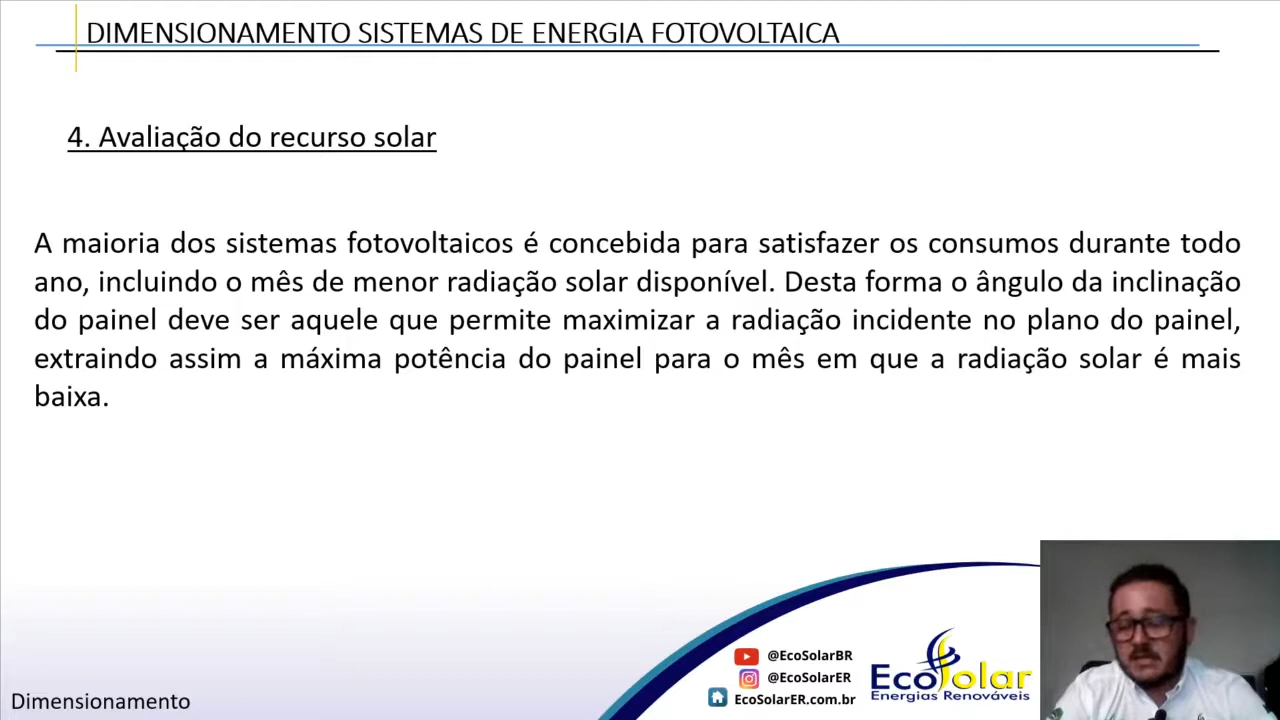 DIMENSIONAMENTO SISTEMAS DE ENERGIA FOTOVOLTAICA
4. Avaliação do recurso solar
A maioria dos sistemas fotovoltaicos é concebida para satisfazer os consumos durante todo
ano, incluindo o mês de menor radiação solar disponível. Desta forma o ângulo da inclinação
do painel deve ser aquele que permite maximizar a radiação incidente no plano do painel,
extraindo assim a máxima potência do painel para o mês em que a radiação solar é mais
baixa.
@EcoSolarBR
@EcoSolarER
EcoSolarER.com.br
EcoSolar
Energias Renováveis
Dimensionamento